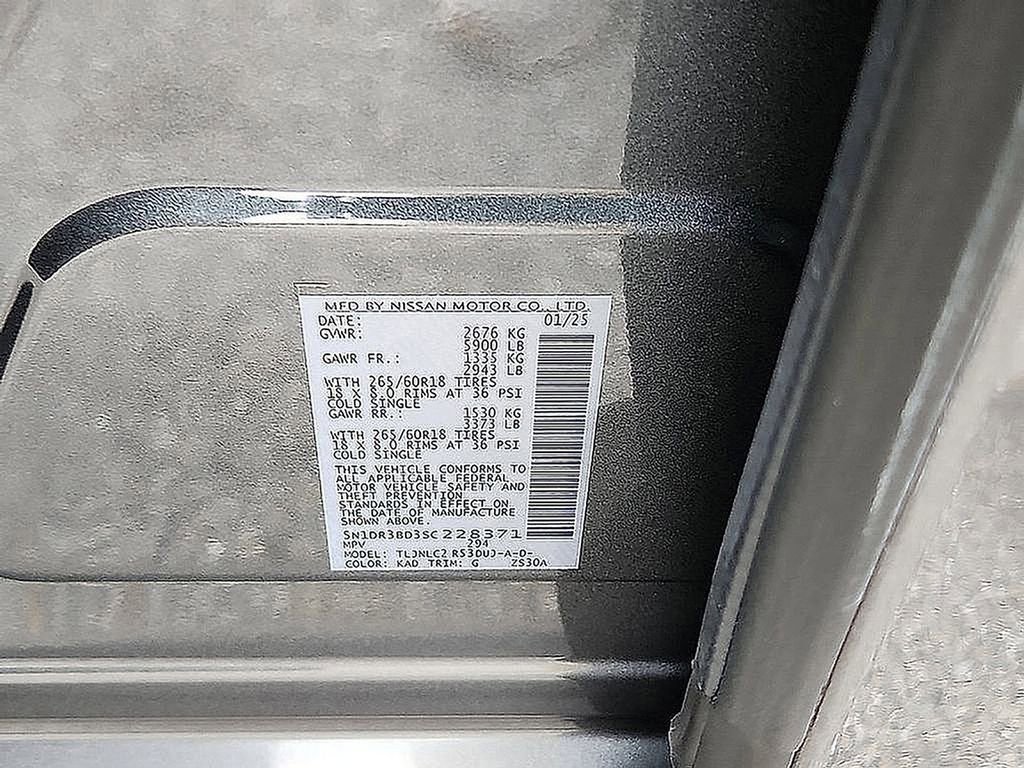 MFD BY NISSAN MOTOR CO., LTD.
DATE: 01/25
GVWR: 2676 KG
5900 LB
GAWR FR.: 1335 KG
2943 LB
WITH 265/60R18 TIRES
18 X 8.0 RIMS AT 36 PSI
COLD SINGLE
GAWR RR.: 1530 KG
3373 LB
WITH 265/60R18 TIRES
18 X 8.0 RIMS AT 36 PSI
COLD SINGLE
THIS VEHICLE CONFORMS TO
ALL APPLICABLE FEDERAL
MOTOR VEHICLE SAFETY AND
THEFT PREVENTION
STANDARDS IN EFFECT ON
THE DATE OF MANUFACTURE
SHOWN ABOVE.
5N1DR3BD3SC228371
MPV 294
MODEL: TLJNLC2 R53DUJ-A-D-
COLOR: KAD TRIM: G ZS30A